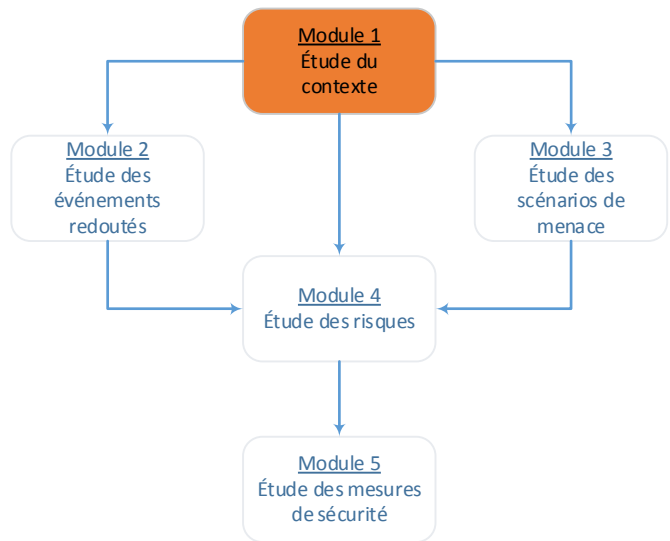 Module 1
Étude du
contexte
Module 2
Étude des
événements
redoutés
Module 3
Étude des
scénarios de
menace
Module 4
Étude des risques
Module 5
Étude des mesures
de sécurité